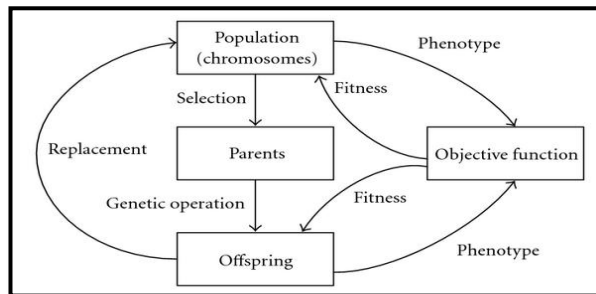 Population
(chromosomes)
Phenotype
Selection
Fitness
Replacement
Parents
Objective function
Genetic operation
Fitness
Offspring
Phenotype